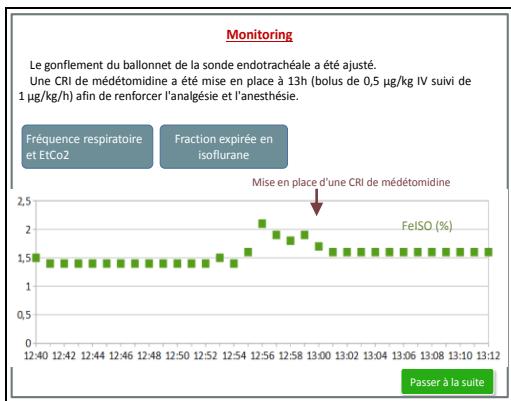 Monitoring
Le gonflement du ballonnet de la sonde endotrachéale a été ajusté.
Une CRI de médétomidine a été mise en place à 13h (bolus de 0,5 µg/kg IV suivi de
1 µg/kg/h) afin de renforcer l'analgésie et l'anesthésie.
Fréquence respiratoire
et EtCo2
Fraction expirée en
isoflurane
Mise en place d'une CRI de médétomidine
FeISO (%)
2,5
2
1,5
1
0,5
0
12:40 12:42 12:44 12:46 12:48 12:50 12:52 12:54 12:56 12:58 13:00 13:02 13:04 13:06 13:08 13:10 13:12
Passer à la suite